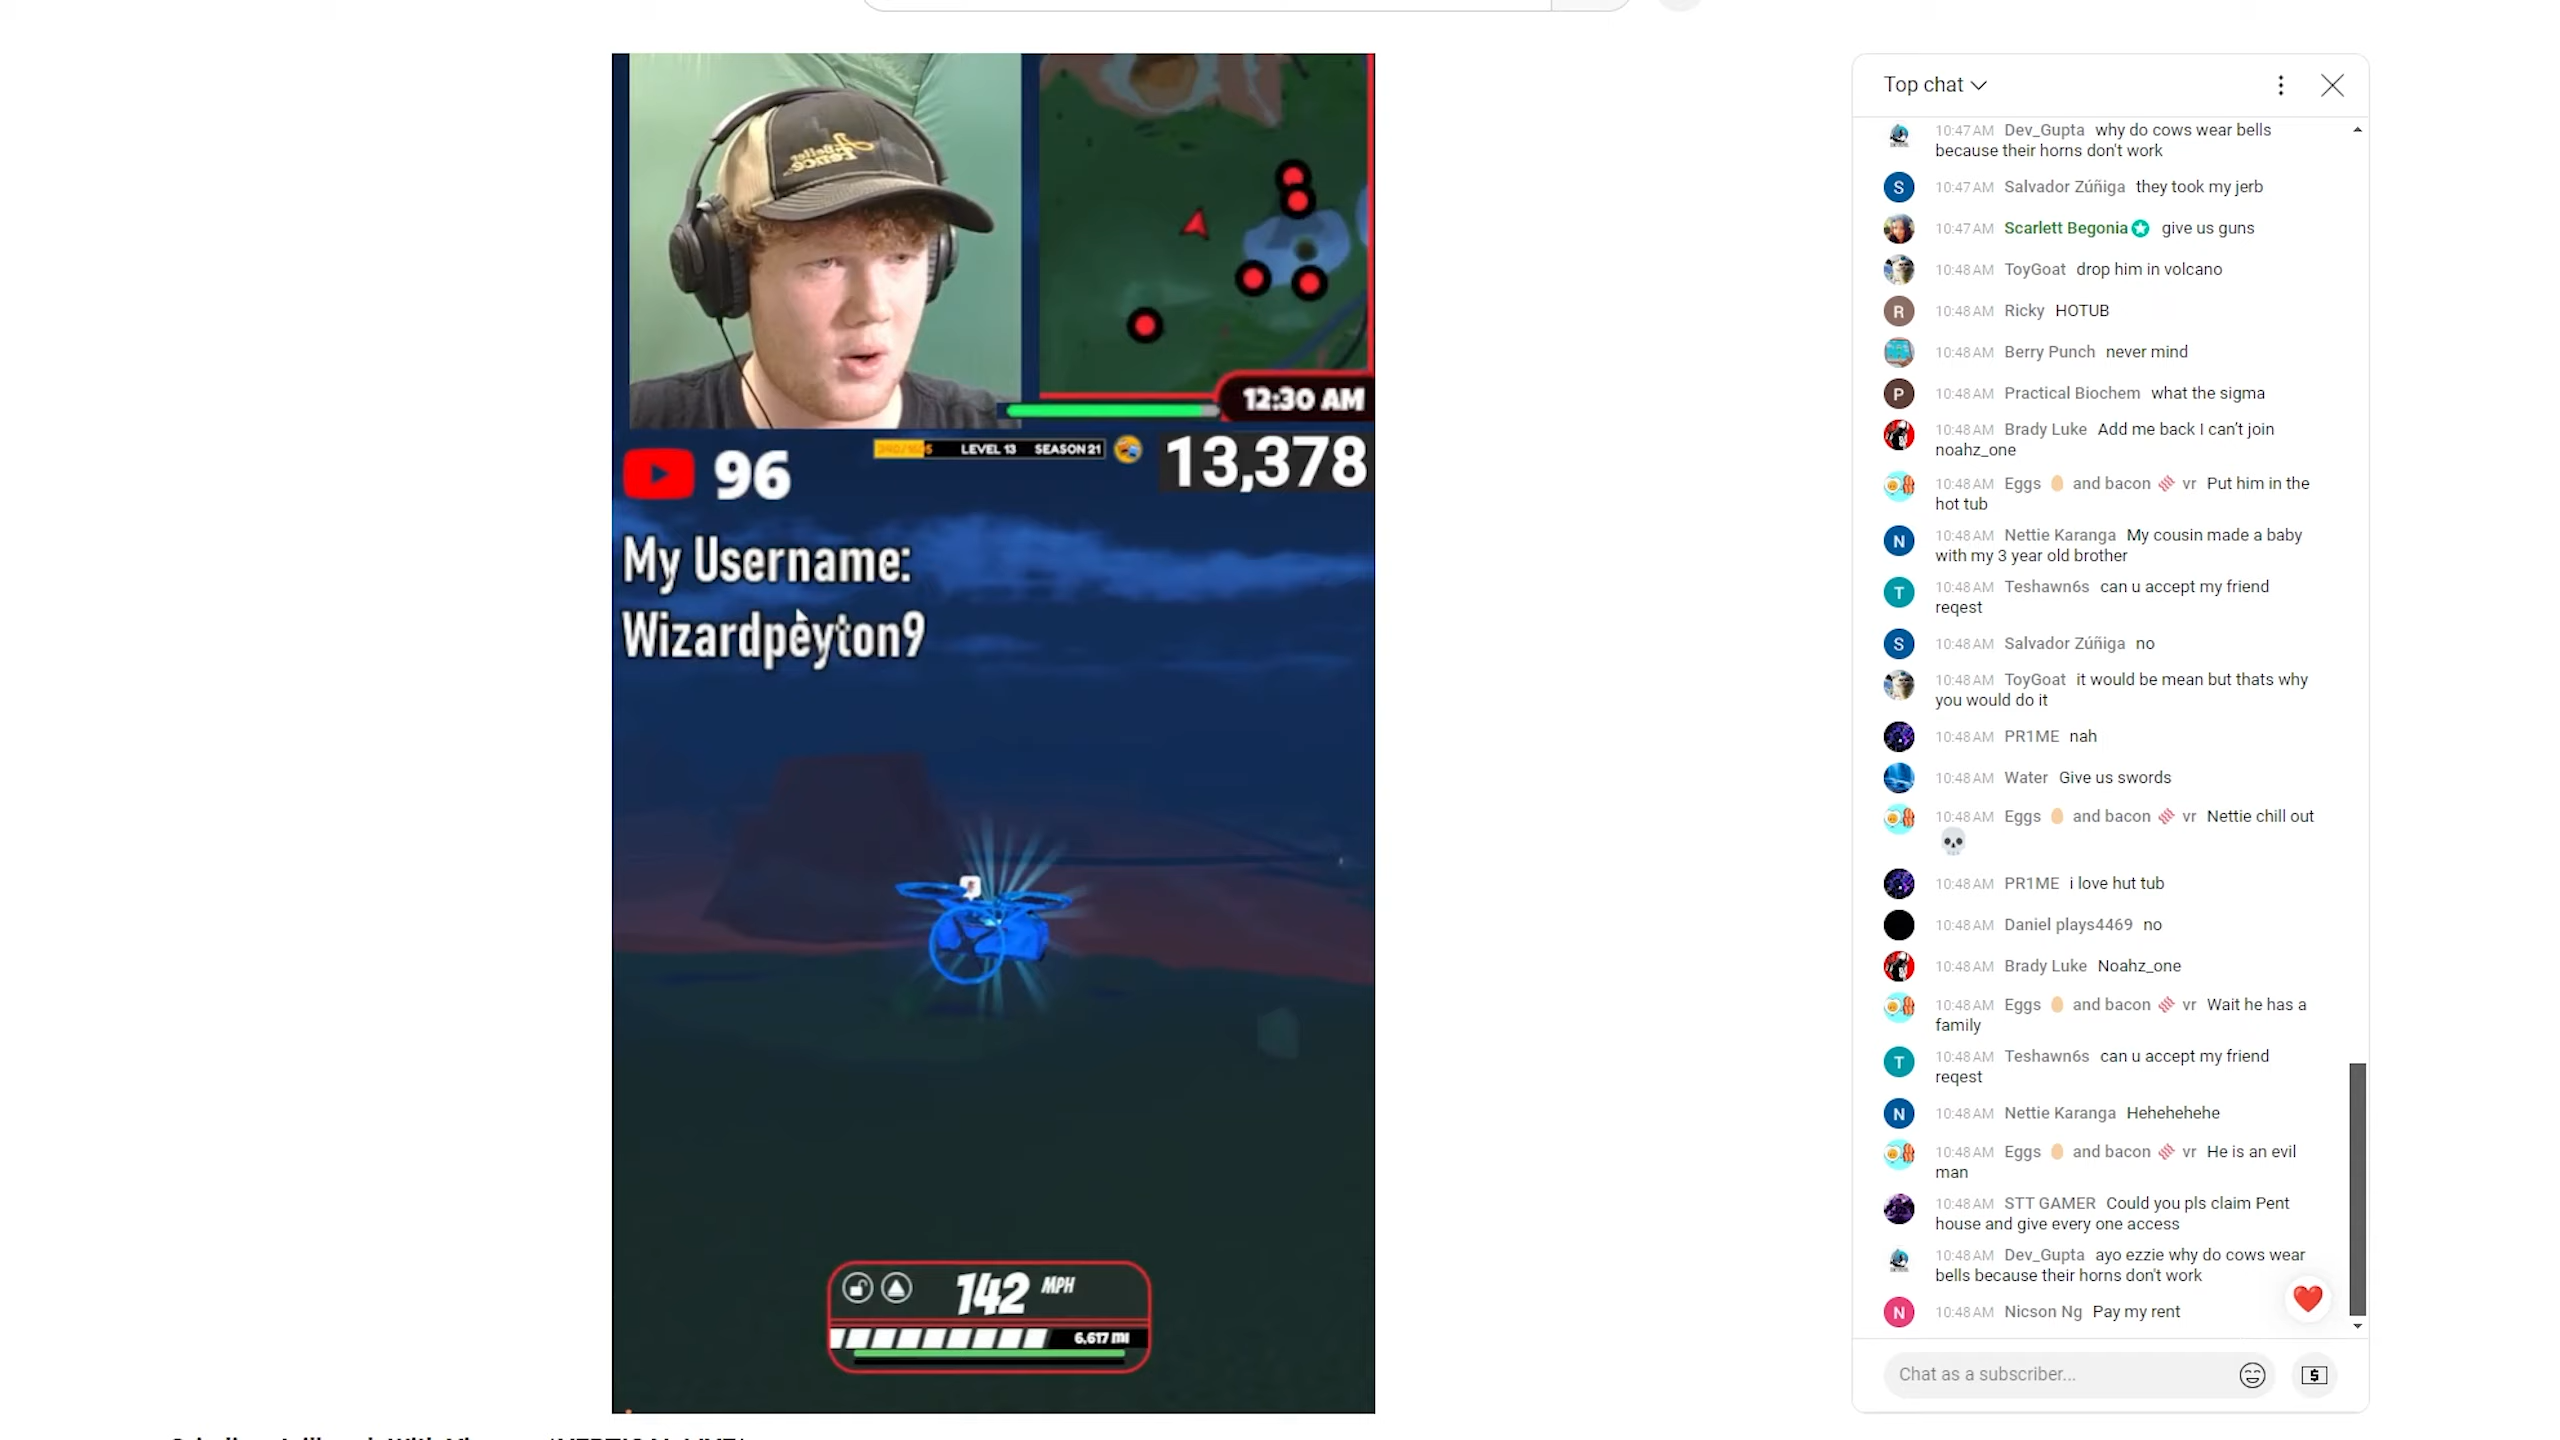 12:30 AM
LEVEL 13 SEASON 21
96
13,378
My Username:
Wizardpeyton9
142 MPH
6,617 MI
Top chat
10:47 AM Dev_Gupta why do cows wear bells
because their horns don't work
10:47 AM Salvador Zúñiga they took my jerb
10:47 AM Scarlett Begonia give us guns
10:48 AM ToyGoat drop him in volcano
R 10:48 AM Ricky HOTUB
10:48 AM Berry Punch never mind
P 10:48 AM Practical Biochem what the sigma
10:48 AM Brady Luke Add me back I can't join
noahz_one
10:48 AM Eggs 🥚 and bacon 🥓 vr Put him in the
hot tub
N 10:48 AM Nettie Karanga My cousin made a baby
with my 3 year old brother
T 10:48 AM Teshawn6s can u accept my friend
reqest
S 10:48 AM Salvador Zúñiga no
10:48 AM ToyGoat it would be mean but thats why
you would do it
10:48 AM PR1ME nah
10:48 AM Water Give us swords
10:48 AM Eggs 🥚 and bacon 🥓 vr Nettie chill out
💀
10:48 AM PR1ME i love hut tub
10:48 AM Daniel plays4469 no
10:48 AM Brady Luke Noahz_one
10:48 AM Eggs 🥚 and bacon 🥓 vr Wait he has a
family
T 10:48 AM Teshawn6s can u accept my friend
reqest
N 10:48 AM Nettie Karanga Hehehehehe
10:48 AM Eggs 🥚 and bacon 🥓 vr He is an evil
man
10:48 AM STT GAMER Could you pls claim Pent
house and give every one access
10:48 AM Dev_Gupta ayo ezzie why do cows wear
bells because their horns don't work
N 10:48 AM Nicson Ng Pay my rent
Chat as a subscriber...